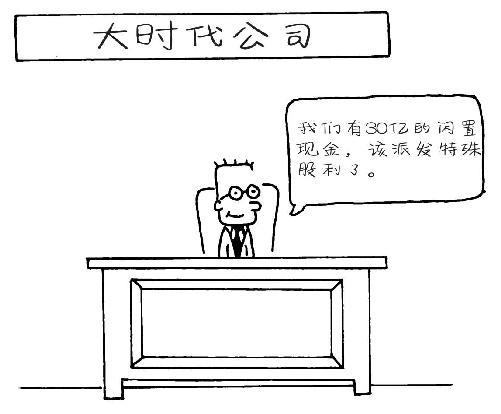 大时代公司
我们有30亿的闲置
现金，该派发特殊
股利了。